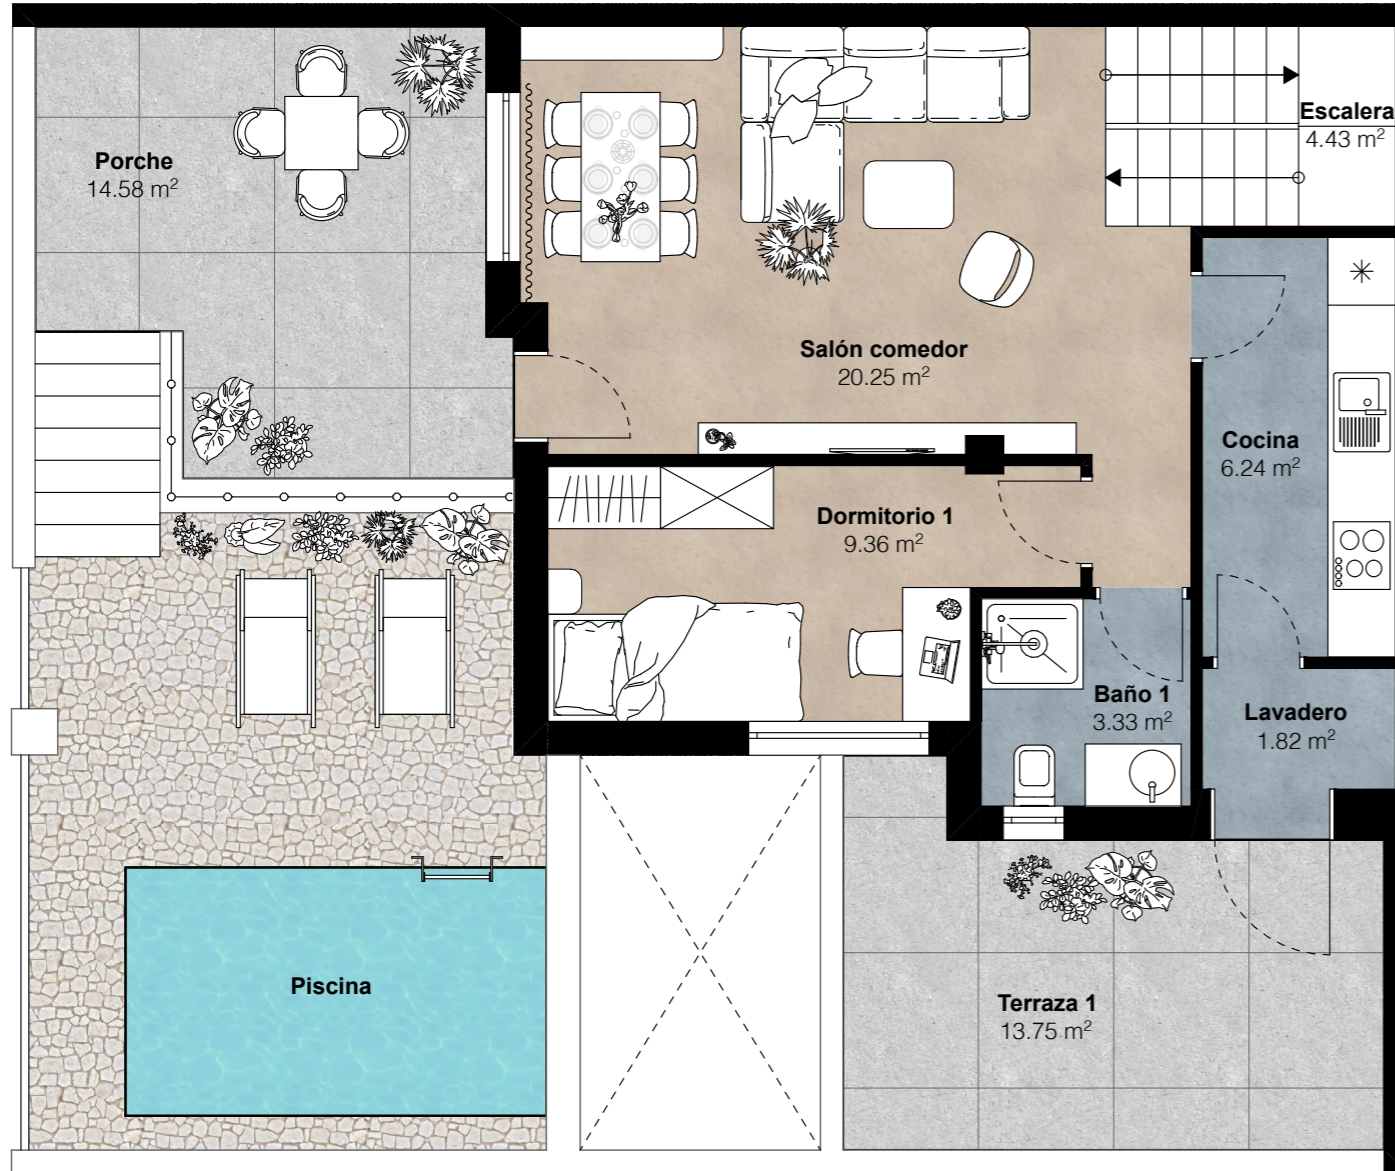 Escalera
4.43 m²
Porche
14.58 m²
Salón comedor
20.25 m²
Cocina
6.24 m²
Dormitorio 1
9.36 m²
Baño 1
3.33 m²
Lavadero
1.82 m²
Piscina
Terraza 1
13.75 m²